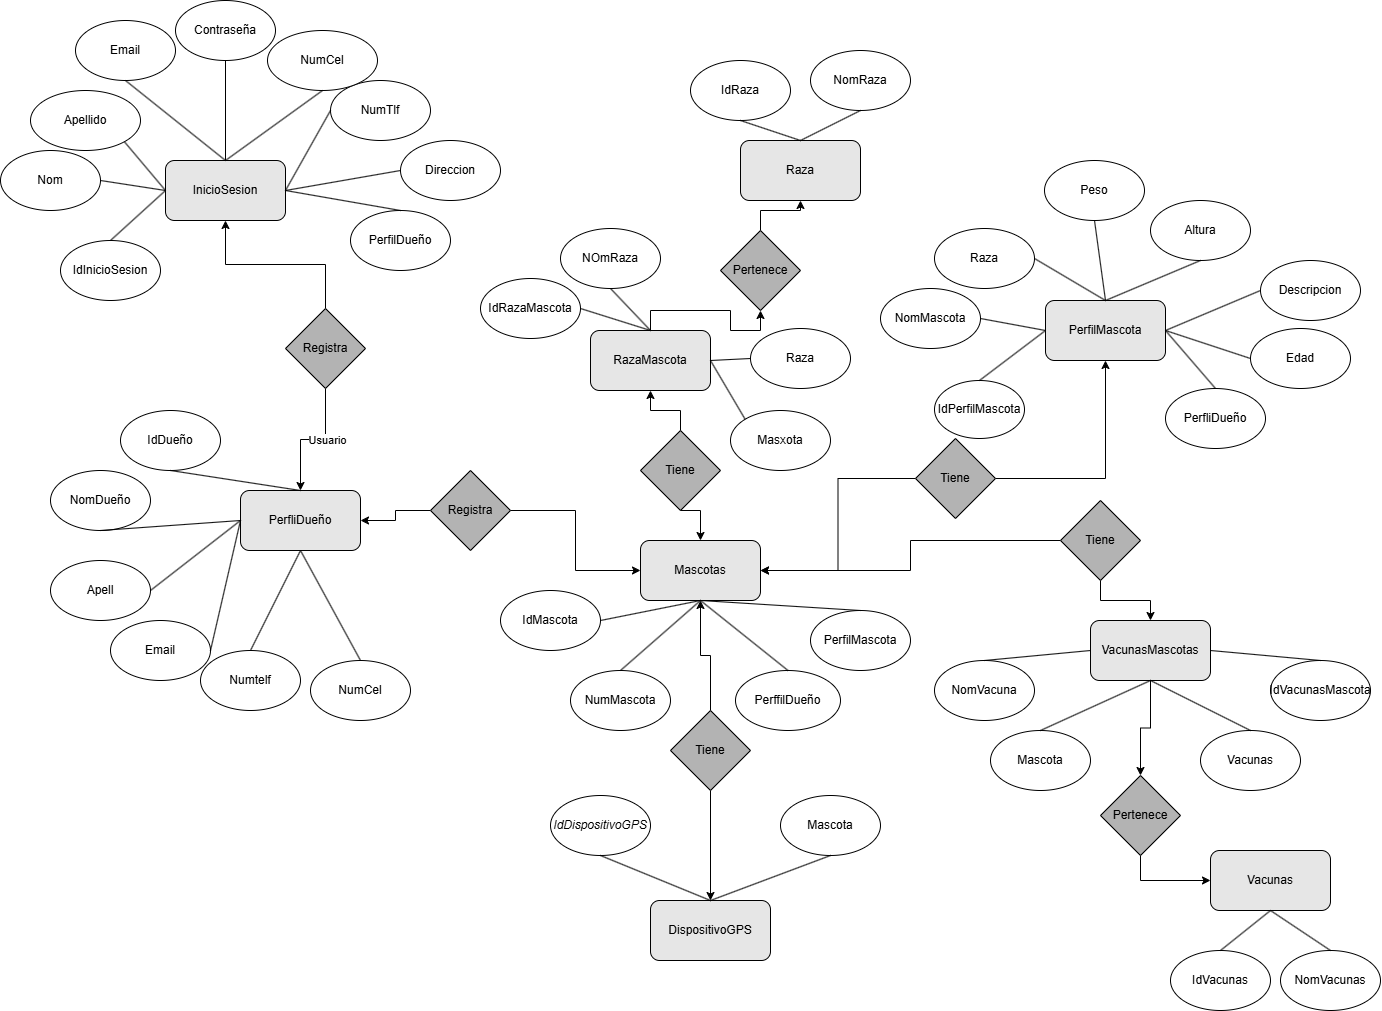 Contraseña
Email
NumCel
NumTlf
Apellido
Nom
InicioSesion
Direccion
PerfilDueño
IdInicioSesion
Registra
Usuario
IdRaza
NomRaza
Raza
Pertenece
NOmRaza
IdRazaMascota
RazaMascota
Raza
Masxota
Tiene
Peso
Altura
Raza
Descripcion
NomMascota
PerfilMascota
Edad
IdPerfilMascota
PerfliDueño
Tiene
IdDueño
NomDueño
PerfliDueño
Apell
Email
Numtelf
NumCel
Registra
Mascotas
Tiene
IdMascota
PerfilMascota
NumMascota
PerffilDueño
Tiene
VacunasMascotas
NomVacuna
IdVacunasMascota
Mascota
Vacunas
Pertenece
IdDispositivoGPS
Mascota
DispositivoGPS
Vacunas
IdVacunas
NomVacunas